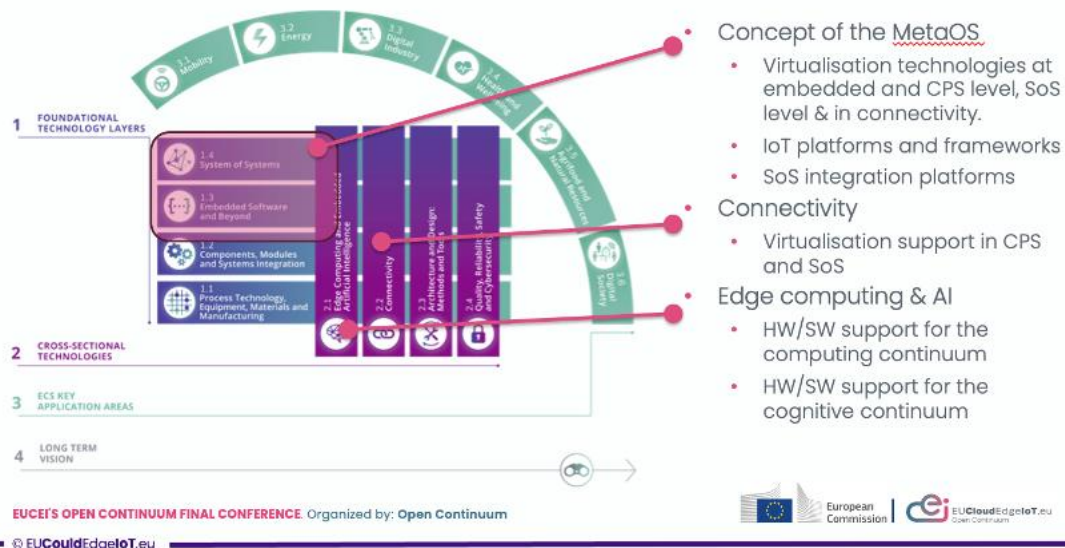 3.1
Mobility
3.2
Energy
3.3
Digital
Industry
3.4
Health and
Wellbeing
3.5
Agrifood and
Natural Resources
3.6
Digital
Society
1 FOUNDATIONAL
TECHNOLOGY LAYERS
1.4
System of Systems
1.3
Embedded Software
and Beyond
1.2
Components, Modules
and Systems Integration
1.1
Process Technology,
Equipment, Materials and
Manufacturing
2.1
Edge Computing and Embedded
Artificial Intelligence
2.2
Connectivity
2.3
Architecture and Design:
Methods and Tools
2.4
Quality, Reliability, Safety
and Cybersecurity
2 CROSS-SECTIONAL
TECHNOLOGIES
3 ECS KEY
APPLICATION AREAS
4 LONG TERM
VISION
• Concept of the MetaOS
• Virtualisation technologies at
embedded and CPS level, SoS
level & in connectivity.
• IoT platforms and frameworks
• SoS integration platforms
• Connectivity
• Virtualisation support in CPS
and SoS
• Edge computing & AI
• HW/SW support for the
computing continuum
• HW/SW support for the
cognitive continuum
EUCEI'S OPEN CONTINUUM FINAL CONFERENCE. Organized by: Open Continuum
European
Commission
EUCloudEdgeIoT.eu
Open Continuum
© EUCouldEdgeIoT.eu